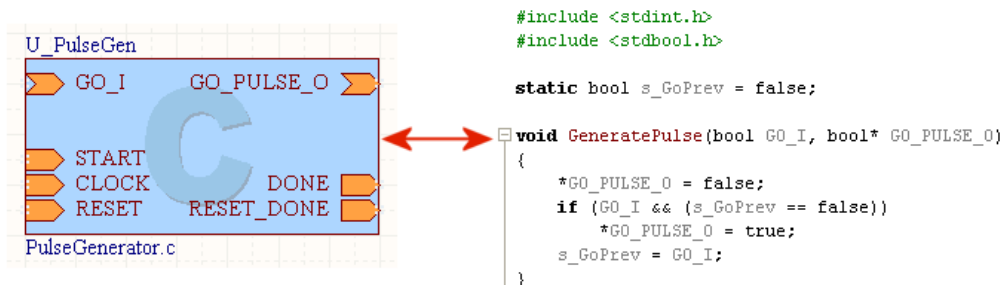 U_PulseGen
GO_I GO_PULSE_O
C
START
CLOCK DONE
RESET RESET_DONE
PulseGenerator.c
#include <stdint.h>
#include <stdbool.h>
static bool s_GoPrev = false;
void GeneratePulse(bool GO_I, bool* GO_PULSE_O)
{
    *GO_PULSE_O = false;
    if (GO_I && (s_GoPrev == false))
        *GO_PULSE_O = true;
    s_GoPrev = GO_I;
}